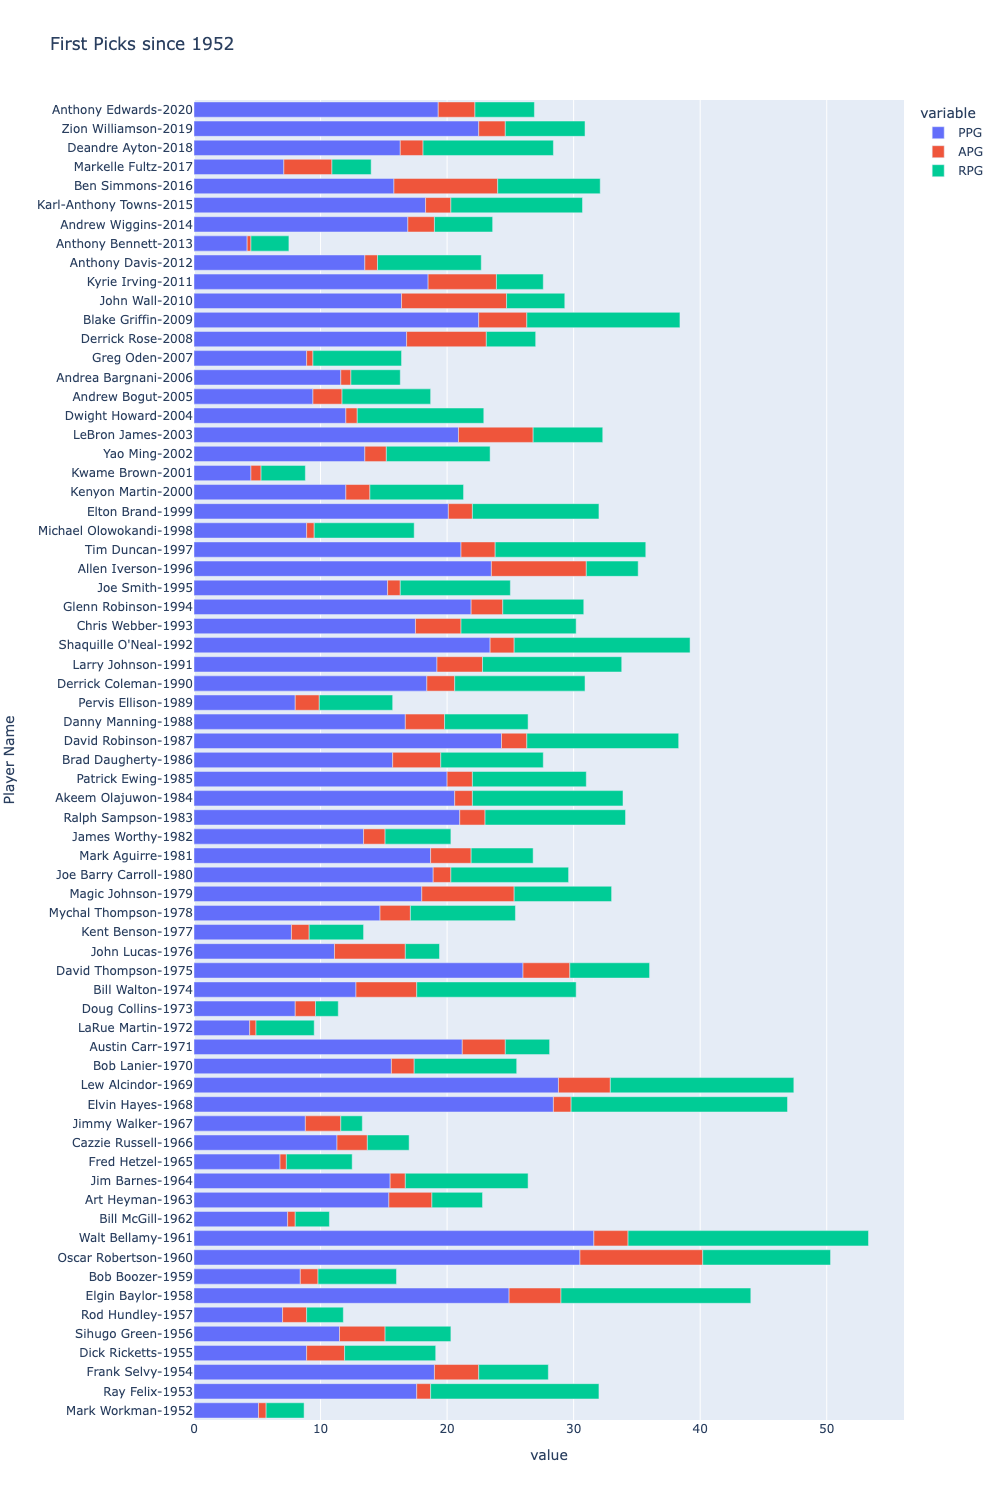 First Picks since 1952
variable
PPG
APG
RPG
Player Name
Anthony Edwards-2020
Zion Williamson-2019
Deandre Ayton-2018
Markelle Fultz-2017
Ben Simmons-2016
Karl-Anthony Towns-2015
Andrew Wiggins-2014
Anthony Bennett-2013
Anthony Davis-2012
Kyrie Irving-2011
John Wall-2010
Blake Griffin-2009
Derrick Rose-2008
Greg Oden-2007
Andrea Bargnani-2006
Andrew Bogut-2005
Dwight Howard-2004
LeBron James-2003
Yao Ming-2002
Kwame Brown-2001
Kenyon Martin-2000
Elton Brand-1999
Michael Olowokandi-1998
Tim Duncan-1997
Allen Iverson-1996
Joe Smith-1995
Glenn Robinson-1994
Chris Webber-1993
Shaquille O'Neal-1992
Larry Johnson-1991
Derrick Coleman-1990
Pervis Ellison-1989
Danny Manning-1988
David Robinson-1987
Brad Daugherty-1986
Patrick Ewing-1985
Akeem Olajuwon-1984
Ralph Sampson-1983
James Worthy-1982
Mark Aguirre-1981
Joe Barry Carroll-1980
Magic Johnson-1979
Mychal Thompson-1978
Kent Benson-1977
John Lucas-1976
David Thompson-1975
Bill Walton-1974
Doug Collins-1973
LaRue Martin-1972
Austin Carr-1971
Bob Lanier-1970
Lew Alcindor-1969
Elvin Hayes-1968
Jimmy Walker-1967
Cazzie Russell-1966
Fred Hetzel-1965
Jim Barnes-1964
Art Heyman-1963
Bill McGill-1962
Walt Bellamy-1961
Oscar Robertson-1960
Bob Boozer-1959
Elgin Baylor-1958
Rod Hundley-1957
Sihugo Green-1956
Dick Ricketts-1955
Frank Selvy-1954
Ray Felix-1953
Mark Workman-1952
0 10 20 30 40 50
value